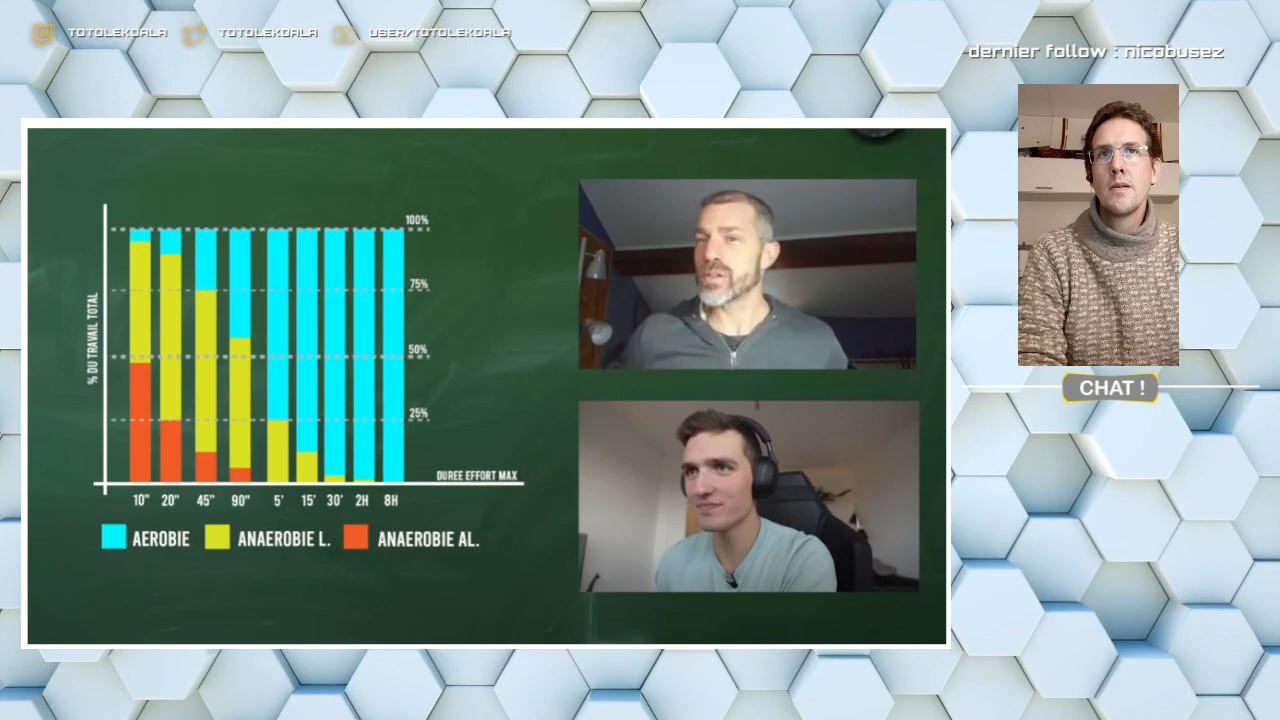 TOTOLEKOALA TOTOLEKOALA USER/TOTOLEKOALA
dernier follow : nicobusez
100%
75%
50%
25%
% DU TRAVAIL TOTAL
DUREE EFFORT MAX
10" 20" 45" 90" 5' 15' 30' 2H 8H
AEROBIE ANAEROBIE L. ANAEROBIE AL.
CHAT !